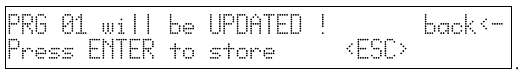 PRG 01 will be UPDATED ! back<-
Press ENTER to store <ESC>
.